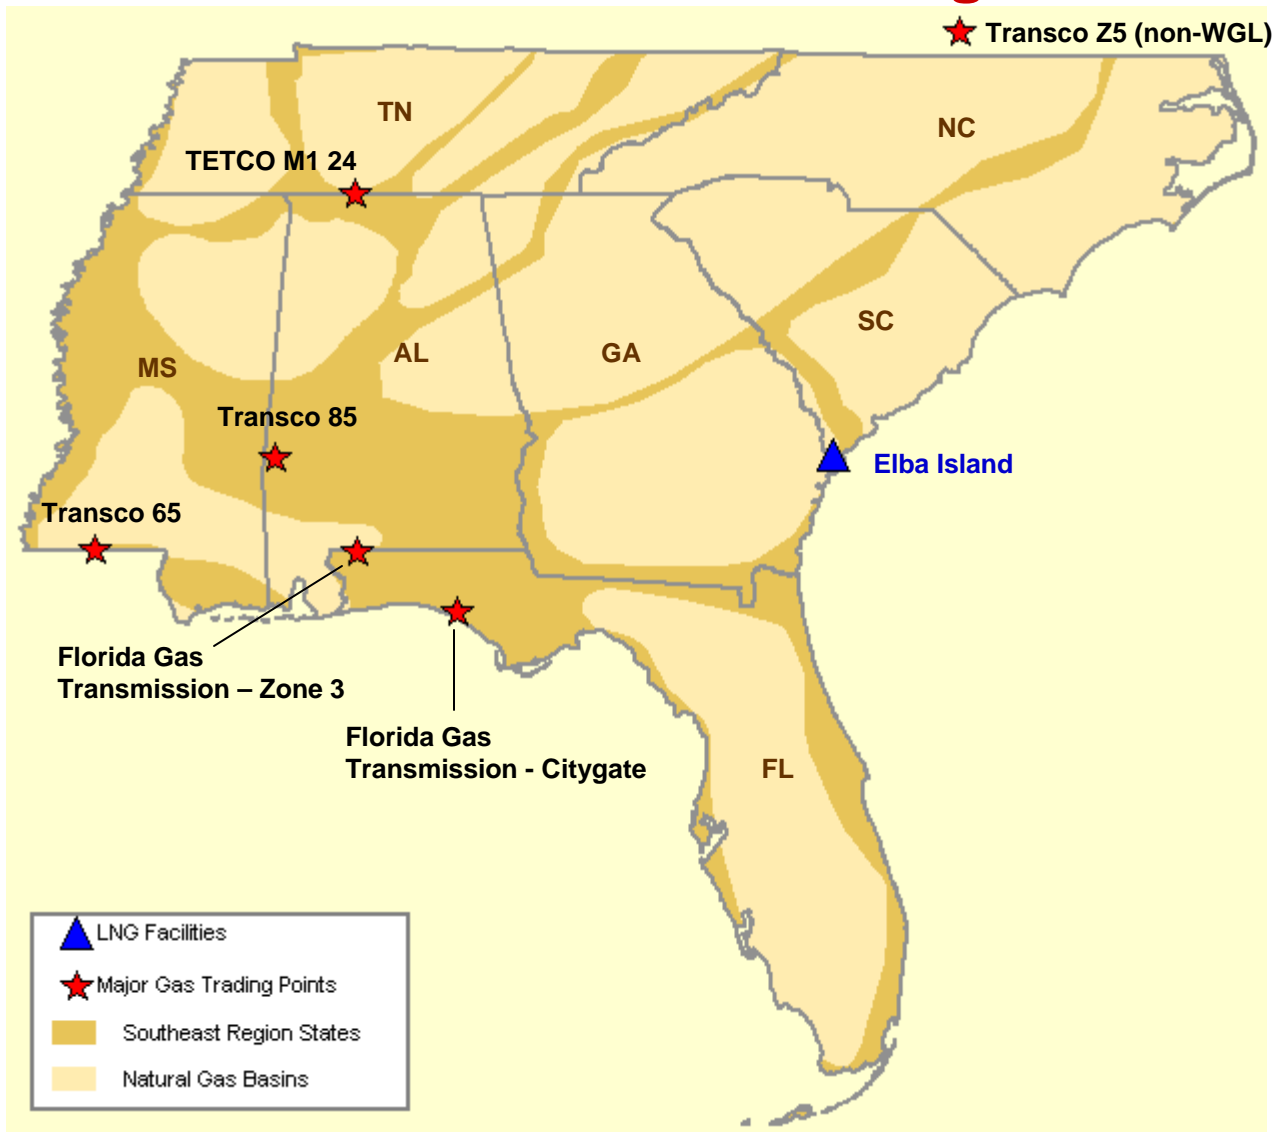 Transco Z5 (non-WGL)
TN
NC
TETCO M1 24
SC
AL
GA
MS
Transco 85
Elba Island
Transco 65
Florida Gas
Transmission – Zone 3
Florida Gas
Transmission - Citygate
FL
LNG Facilities
Major Gas Trading Points
Southeast Region States
Natural Gas Basins